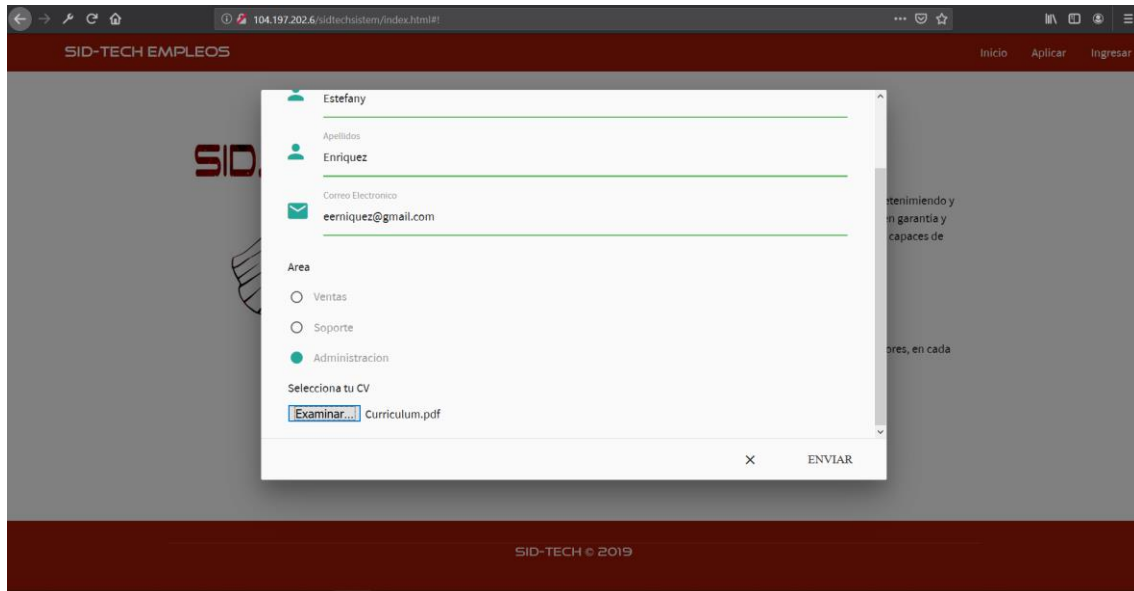 104.197.202.6/sidtechsistem/index.html#!
SID-TECH EMPLEOS
Inicio
Aplicar
Ingresar
Estefany
Apellidos
Enriquez
Correo Electronico
eerniquez@gmail.com
Area
Ventas
Soporte
Administracion
Selecciona tu CV
Examinar... Curriculum.pdf
ENVIAR
SID
etenimiendo y
en garantia y
capaces de
ores, en cada
SID-TECH © 2019